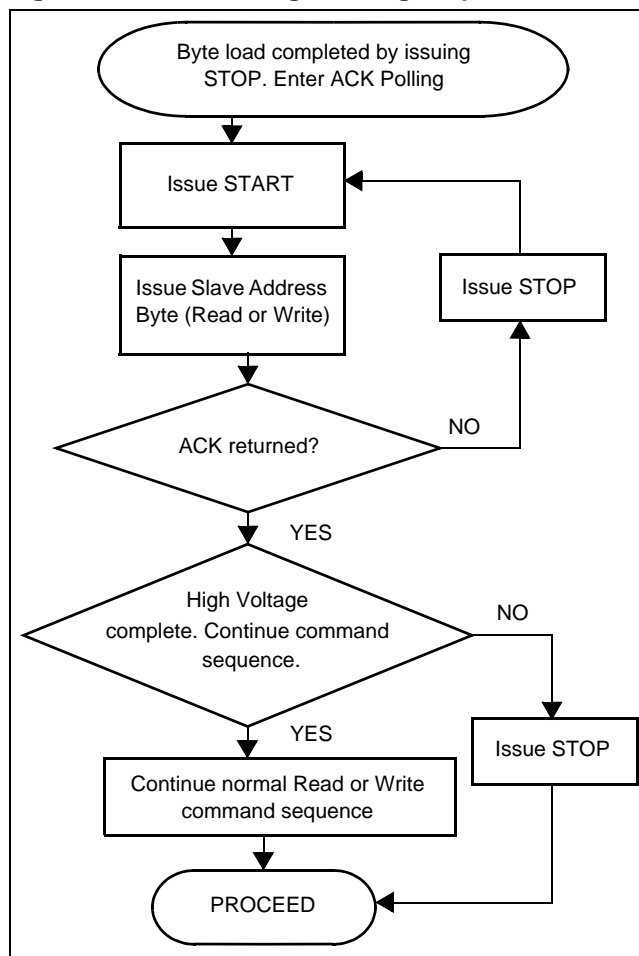 Byte load completed by issuing
STOP. Enter ACK Polling
Issue START
Issue Slave Address
Byte (Read or Write)
Issue STOP
ACK returned?
NO
YES
High Voltage
complete. Continue command
sequence.
NO
YES
Issue STOP
Continue normal Read or Write
command sequence
PROCEED